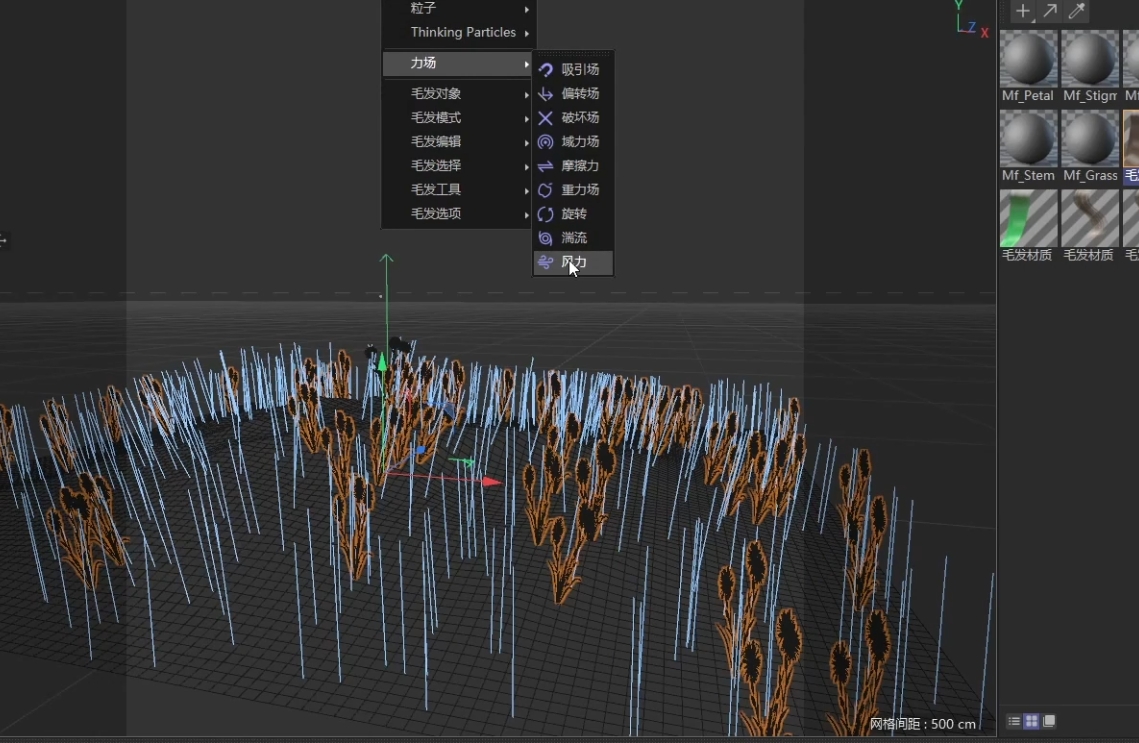 粒子
Thinking Particles
力场
毛发对象
毛发模式
毛发编辑
毛发选择
毛发工具
毛发选项
吸引场
偏转场
破坏场
域力场
摩擦力
重力场
旋转
湍流
风力
Y
Z
X
Mf_Petal
Mf_Stigm
Mf_Stem
Mf_Grass
毛发材质
毛发材质
网格间距 : 500 cm